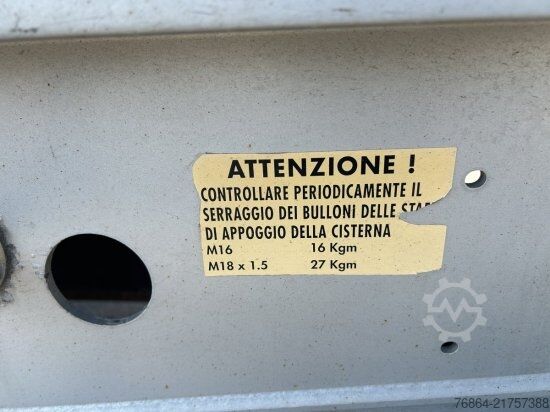 ATTENZIONE !
CONTROLLARE PERIODICAMENTE IL
SERRAGGIO DEI BULLONI DELLE
DI APPOGGIO DELLA CISTERNA
M16 16 Kgm
M18 x 1.5 27 Kgm
76864-21757388